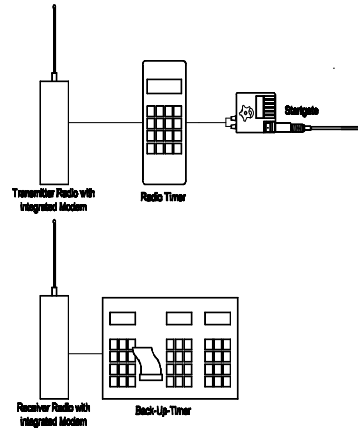 Startgate
Transmitter Radio with
Integrated Modem
Radio Timer
Receiver Radio with
Integrated Modem
Back-Up-Timer